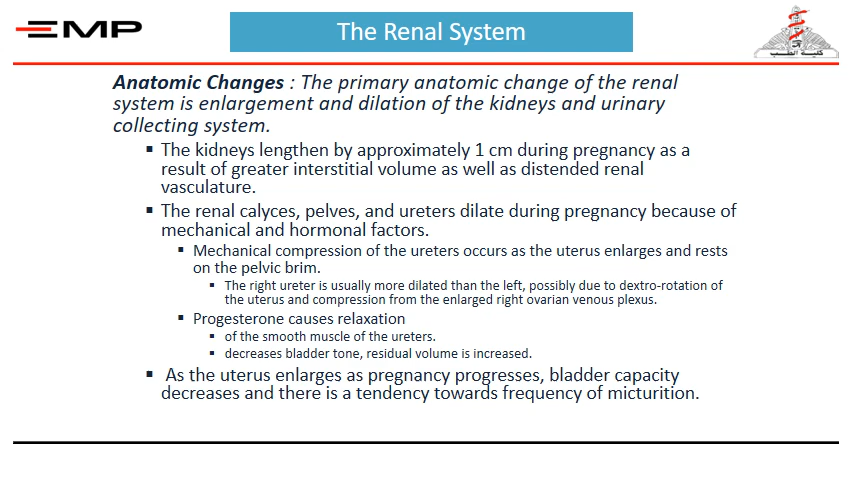 EMP
The Renal System
كلية الطب
Anatomic Changes : The primary anatomic change of the renal
system is enlargement and dilation of the kidneys and urinary
collecting system.
▪ The kidneys lengthen by approximately 1 cm during pregnancy as a
result of greater interstitial volume as well as distended renal
vasculature.
▪ The renal calyces, pelves, and ureters dilate during pregnancy because of
mechanical and hormonal factors.
▪ Mechanical compression of the ureters occurs as the uterus enlarges and rests
on the pelvic brim.
▪ The right ureter is usually more dilated than the left, possibly due to dextro-rotation of
the uterus and compression from the enlarged right ovarian venous plexus.
▪ Progesterone causes relaxation
▪ of the smooth muscle of the ureters.
▪ decreases bladder tone, residual volume is increased.
▪ As the uterus enlarges as pregnancy progresses, bladder capacity
decreases and there is a tendency towards frequency of micturition.